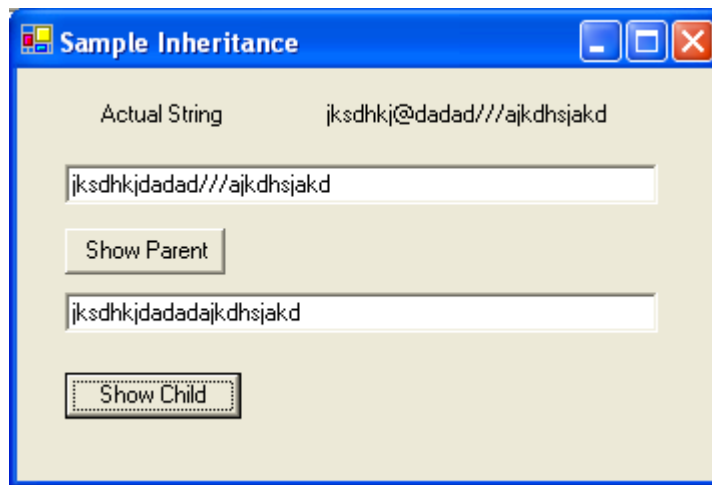 Sample Inheritance
Actual String jksdhkj@dadad///ajkdhsjakd
jksdhkjdadad///ajkdhsjakd
Show Parent
jksdhkjdadadajkdhsjakd
Show Child